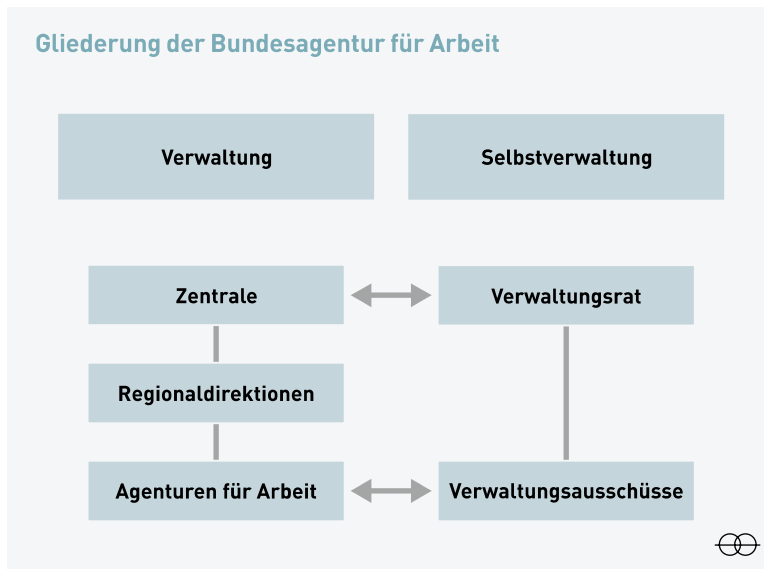 Gliederung der Bundesagentur für Arbeit
Verwaltung
Selbstverwaltung
Zentrale
Verwaltungsrat
Regionaldirektionen
Agenturen für Arbeit
Verwaltungsausschüsse